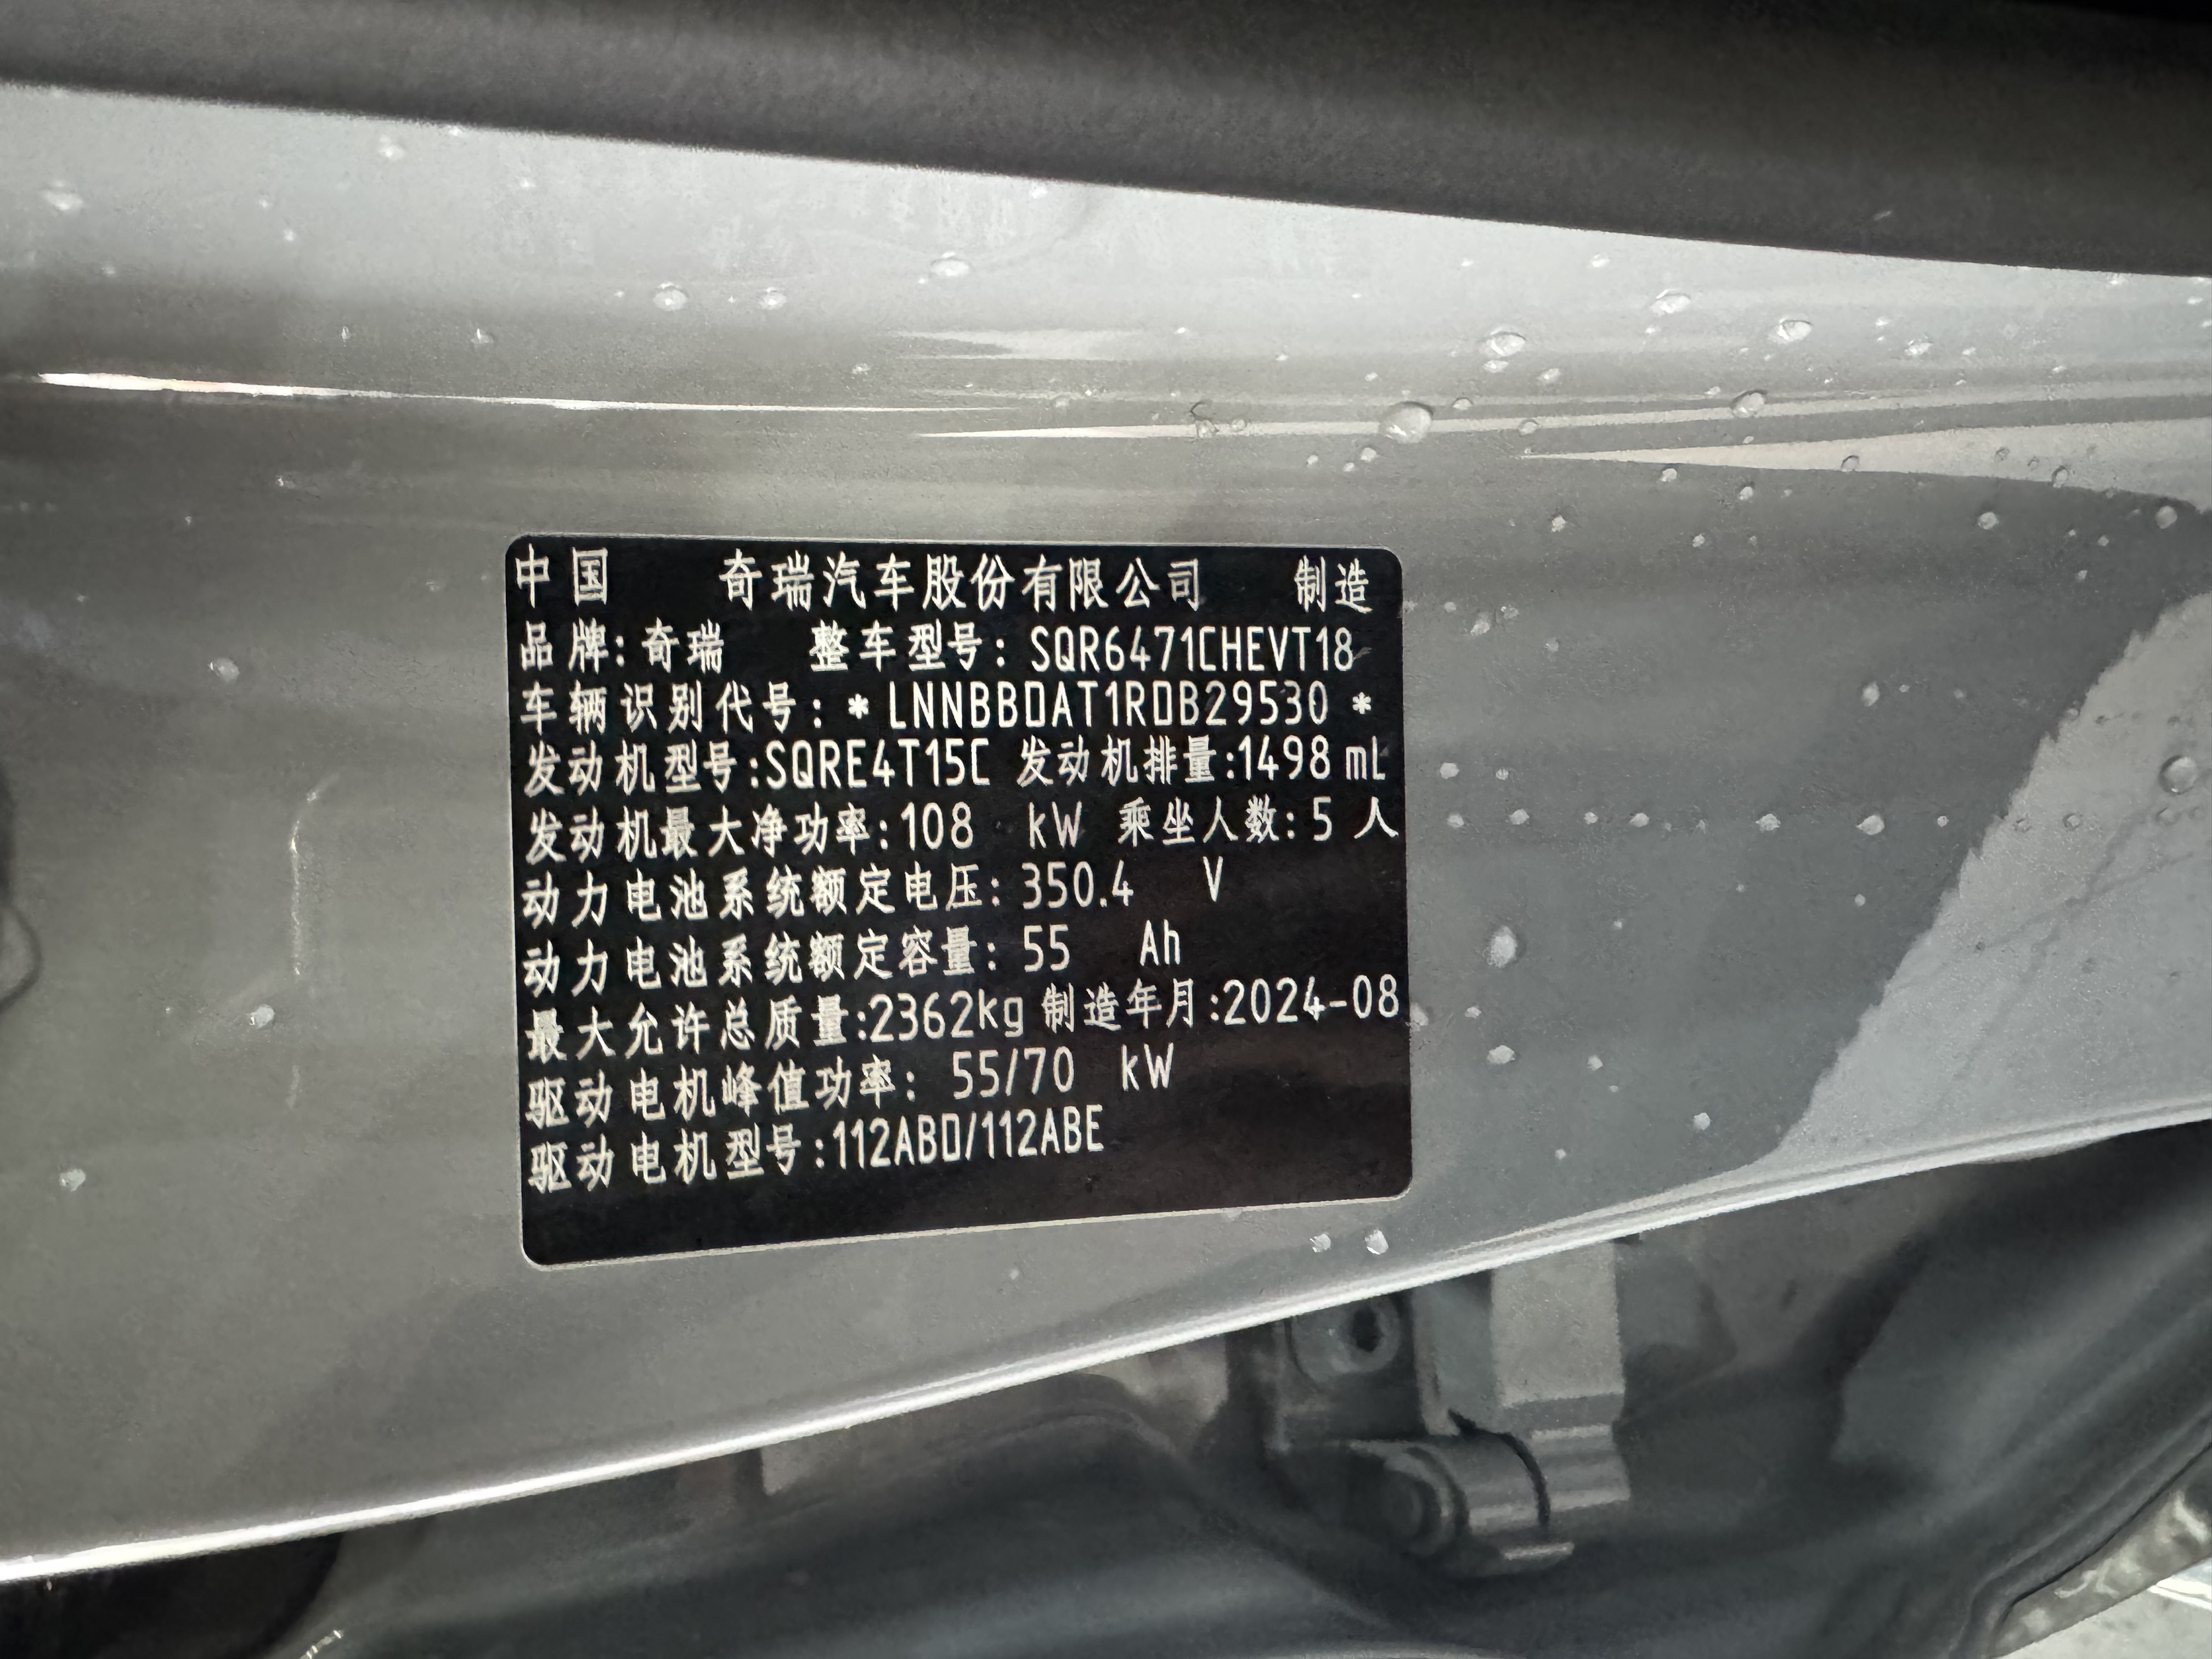 中国 奇瑞汽车股份有限公司 制造
品牌:奇瑞 整车型号: SQR6471CHEVT18
车辆识别代号: * LNNBBDAT1RDB29530 *
发动机型号:SQRE4T15C 发动机排量:1498 mL
发动机最大净功率:108 kW 乘坐人数:5 人
动力电池系统额定电压: 350.4 V
动力电池系统额定容量: 55 Ah
最大允许总质量:2362kg 制造年月:2024-08
驱动电机峰值功率: 55/70 kW
驱动电机型号:112ABD/112ABE